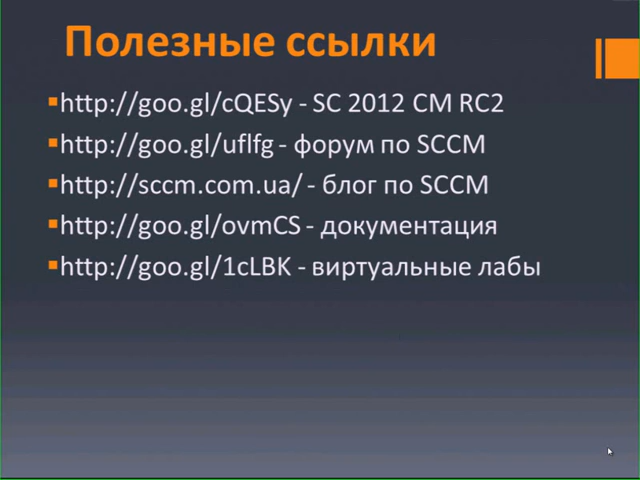 Полезные ссылки
http://goo.gl/cQESy - SC 2012 CM RC2
http://goo.gl/uflfg - форум по SCCM
http://sccm.com.ua/ - блог по SCCM
http://goo.gl/ovmCS - документация
http://goo.gl/1cLBK - виртуальные лабы